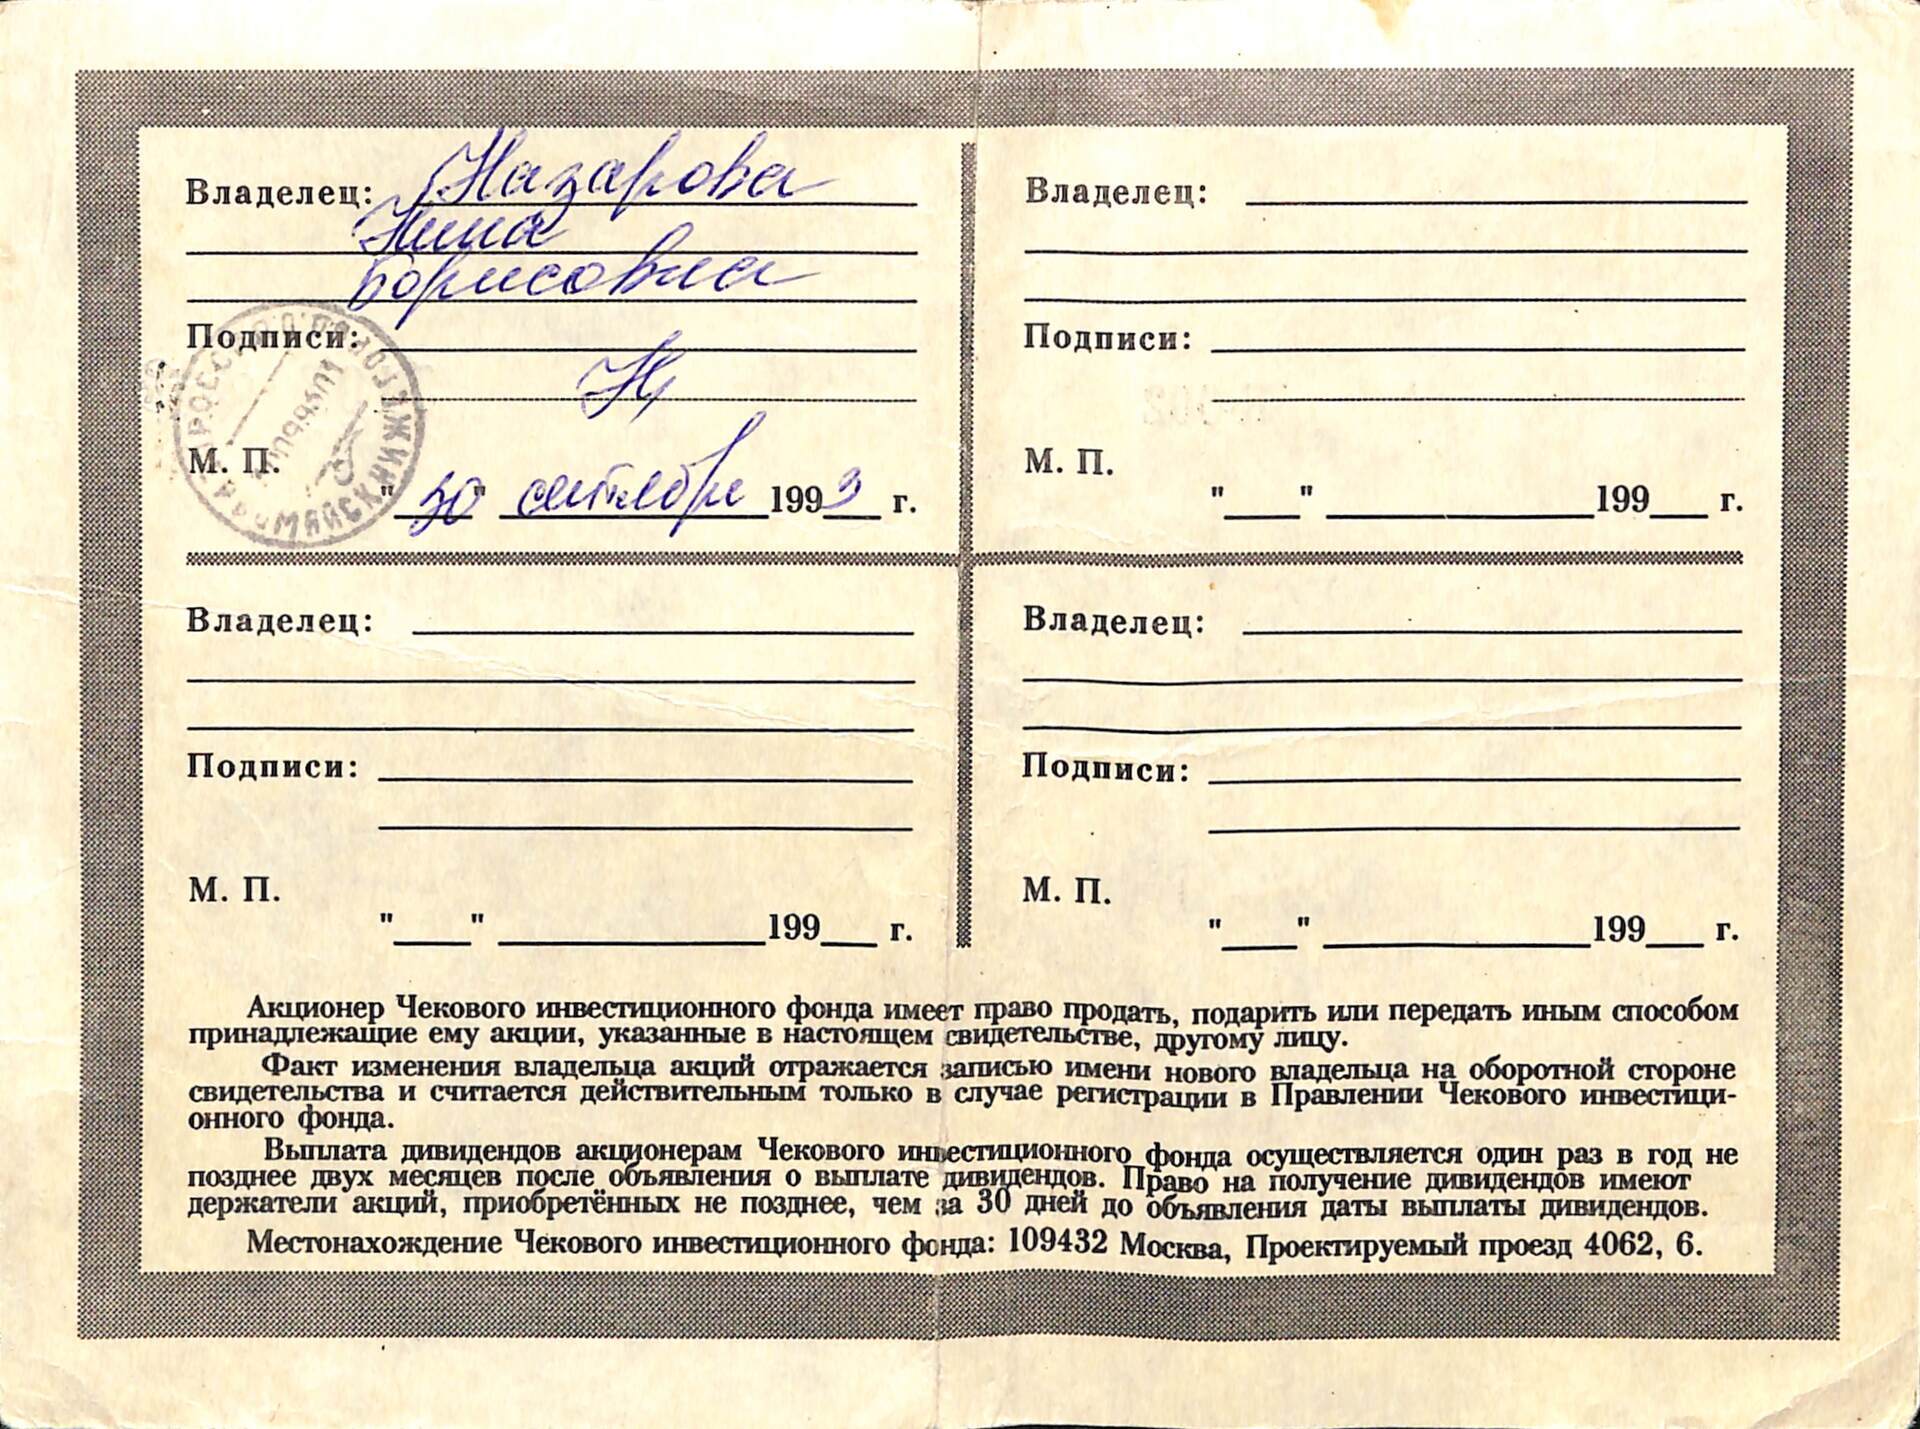 Владелец: Назарова
Нина
Борисовна
Подписи:
Н
М. П.
"30" сентября 1993 г.
Владелец:
Подписи:
М. П.
"___" ___ 199___ г.
Владелец:
Подписи:
М. П.
"___" ___ 199___ г.
Владелец:
Подписи:
М. П.
"___" ___ 199___ г.
Акционер Чекового инвестиционного фонда имеет право продать, подарить или передать иным способом
принадлежащие ему акции, указанные в настоящем свидетельстве, другому лицу.
Факт изменения владельца акций отражается записью имени нового владельца на оборотной стороне
свидетельства и считается действительным только в случае регистрации в Правлении Чекового инвестици-
онного фонда.
Выплата дивидендов акционерам Чекового инвестиционного фонда осуществляется один раз в год не
позднее двух месяцев после объявления о выплате дивидендов. Право на получение дивидендов имеют
держатели акций, приобретённых не позднее, чем за 30 дней до объявления даты выплаты дивидендов.
Местонахождение Чекового инвестиционного фонда: 109432 Москва, Проектируемый проезд 4062, 6.